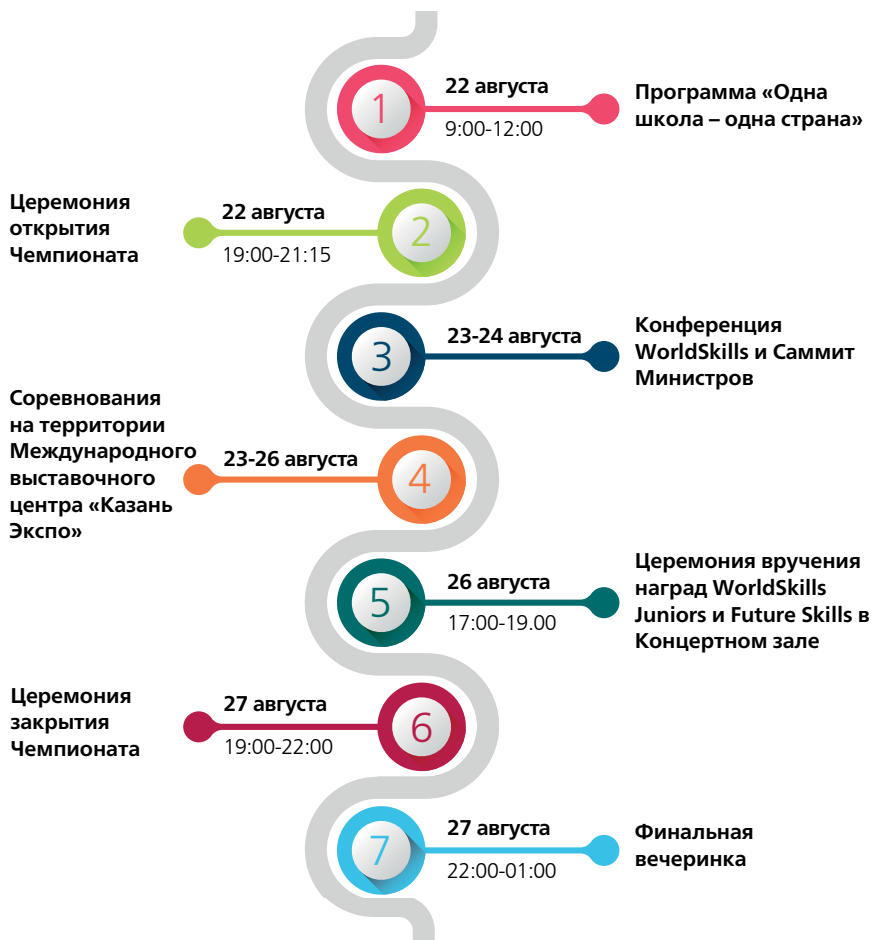 1
22 августа
9:00-12:00
Программа «Одна
школа – одна страна»
Церемония
открытия
Чемпионата
22 августа
19:00-21:15
2
3
23-24 августа
Конференция
WorldSkills и Саммит
Министров
Соревнования
на территории
Международного
выставочного
центра «Казань
Экспо»
23-26 августа
4
5
26 августа
17:00-19.00
Церемония вручения
наград WorldSkills
Juniors и Future Skills в
Концертном зале
Церемония
закрытия
Чемпионата
27 августа
19:00-22:00
6
7
27 августа
22:00-01:00
Финальная
вечеринка